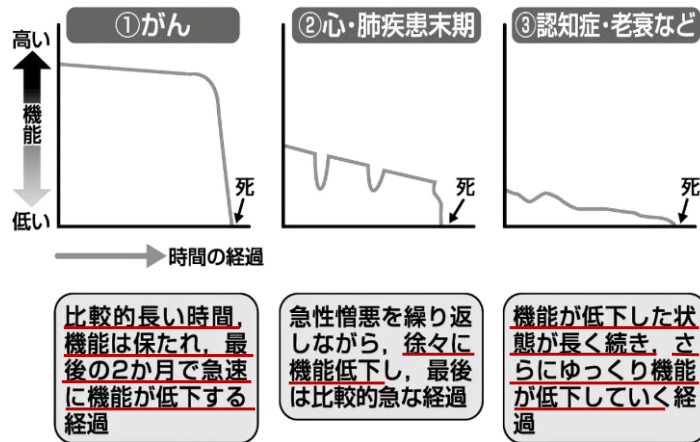 ①がん
②心・肺疾患末期
③認知症・老衰など
高い
機能
低い
死
死
死
時間の経過
比較的長い時間,
機能は保たれ, 最
後の2か月で急速
に機能が低下する
経過
急性憎悪を繰り返
しながら, 徐々に
機能低下し, 最後
は比較的急な経過
機能が低下した状
態が長く続き, さ
らにゆっくり機能
が低下していく経
過